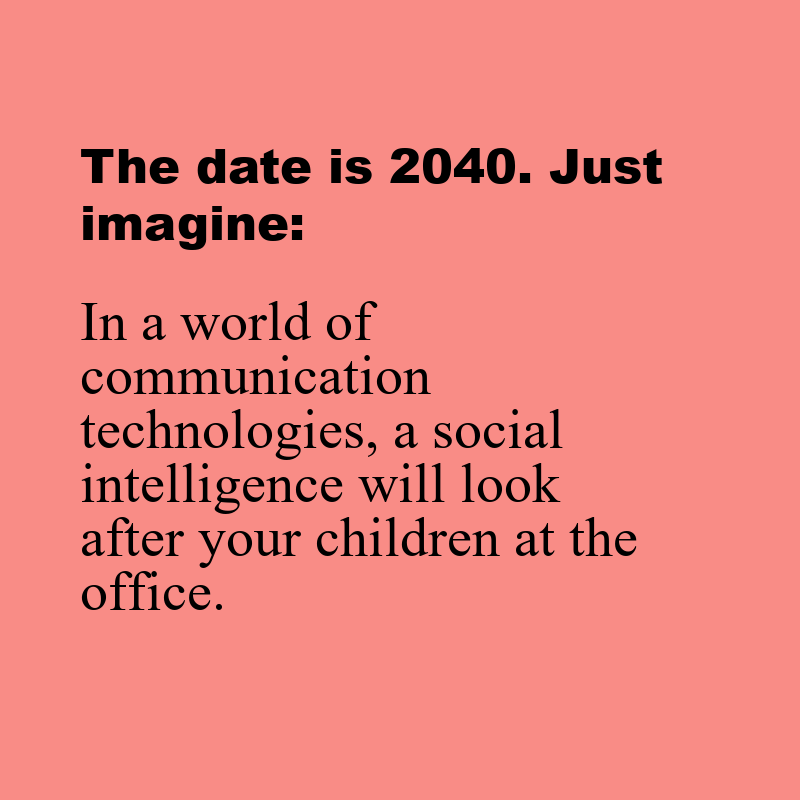 The date is 2040. Just
imagine:
In a world of
communication
technologies, a social
intelligence will look
after your children at the
office.